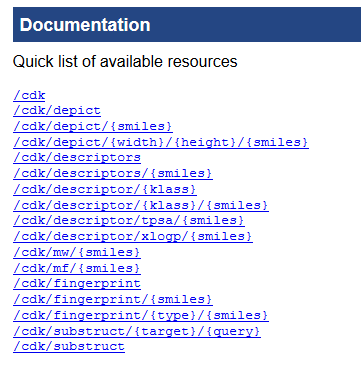 Documentation
Quick list of available resources
/cdk
/cdk/depict
/cdk/depict/{smiles}
/cdk/depict/{width}/{height}/{smiles}
/cdk/descriptors
/cdk/descriptors/{smiles}
/cdk/descriptor/{klass}
/cdk/descriptor/{klass}/{smiles}
/cdk/descriptor/tpsa/{smiles}
/cdk/descriptor/xlogp/{smiles}
/cdk/mw/{smiles}
/cdk/mf/{smiles}
/cdk/fingerprint
/cdk/fingerprint/{smiles}
/cdk/fingerprint/{type}/{smiles}
/cdk/substruct/{target}/{query}
/cdk/substruct